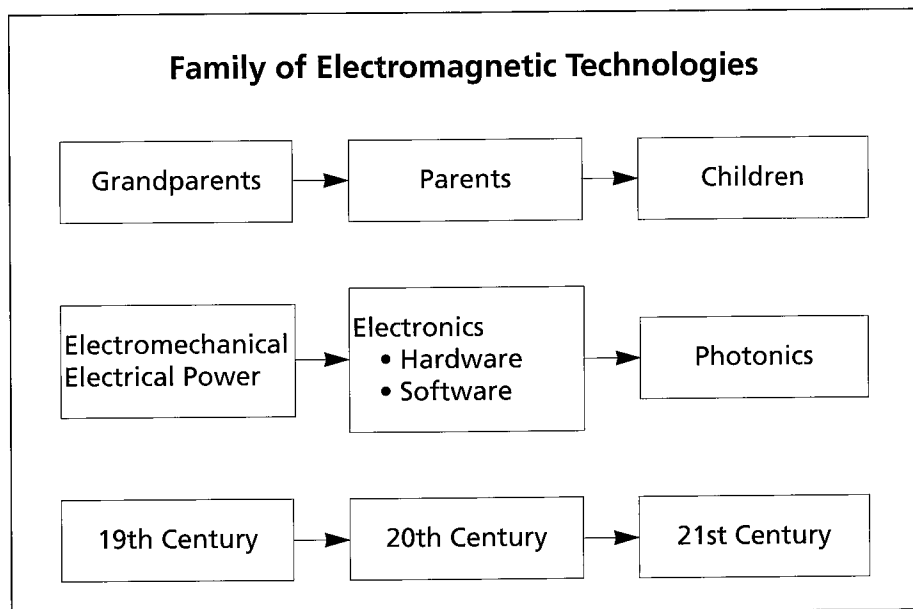 Family of Electromagnetic Technologies
Grandparents
Parents
Children
Electromechanical
Electrical Power
Electronics
• Hardware
• Software
Photonics
19th Century
20th Century
21st Century